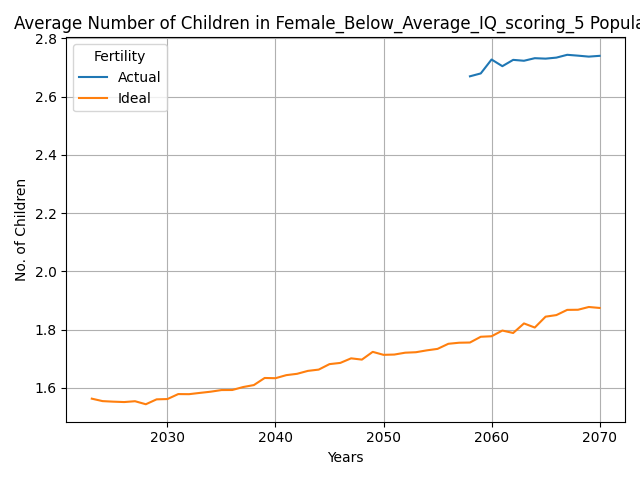 Average Number of Children in Female_Below_Average_IQ_scoring_5 Popula
2.8
2.6
2.4
2.2
2.0
1.8
1.6
No. of Children
Fertility
Actual
Ideal
2030 2040 2050 2060 2070
Years